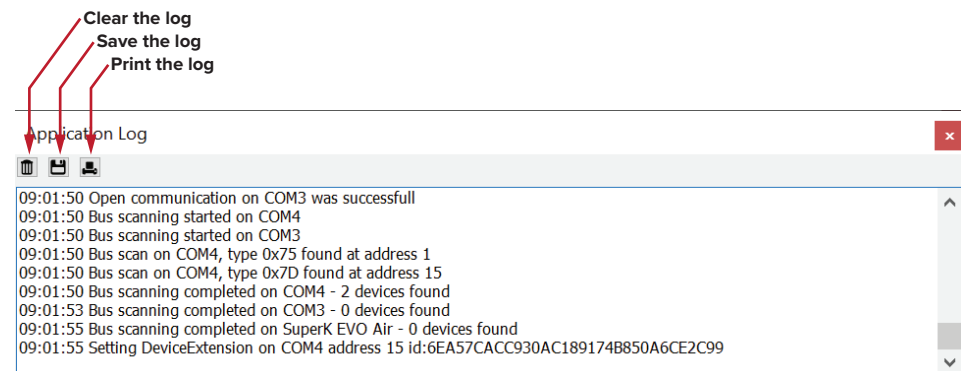 Clear the log
Save the log
Print the log
Application Log
09:01:50 Open communication on COM3 was successfull
09:01:50 Bus scanning started on COM4
09:01:50 Bus scanning started on COM3
09:01:50 Bus scan on COM4, type 0x75 found at address 1
09:01:50 Bus scan on COM4, type 0x7D found at address 15
09:01:50 Bus scanning completed on COM4 - 2 devices found
09:01:53 Bus scanning completed on COM3 - 0 devices found
09:01:55 Bus scanning completed on SuperK EVO Air - 0 devices found
09:01:55 Setting DeviceExtension on COM4 address 15 id:6EA57CACC930AC189174B850A6CE2C99